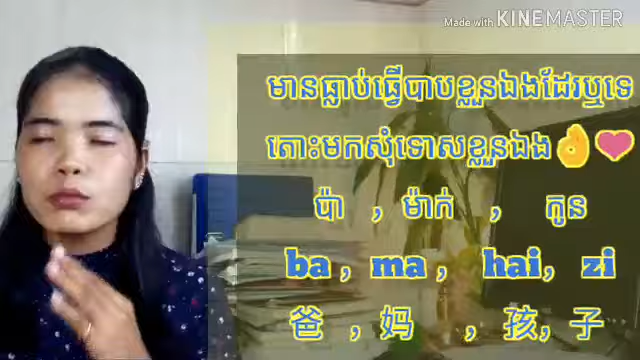 Made with KINEMASTER
មានធ្លាប់ធ្វើបាបខ្លួនឯងដែរឬទេ
តោះមកសុំទោសខ្លួនឯង👌💗
ប៉ា , ម៉ាក់ , កូន
ba , ma , hai, zi
爸 , 妈 , 孩, 子